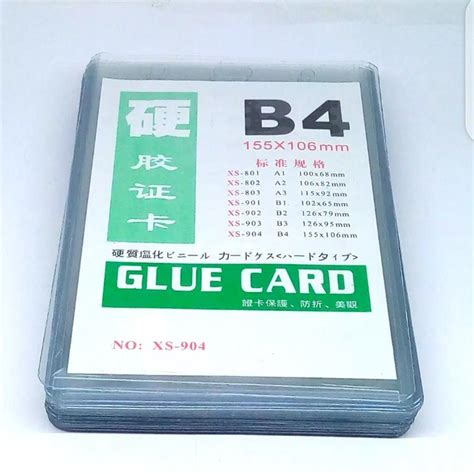 硬
胶
证
卡
B4
155X106mm
标准规格
XS-801 A1 100x68mm
XS-802 A2 106x82mm
XS-803 A3 115x92mm
XS-901 B1 102x65mm
XS-902 B2 126x79mm
XS-903 B3 126x95mm
XS-904 B4 155x106mm
硬質塩化ビニール カードケス<ハードタイプ>
GLUE CARD
證卡保護、防折、美觀
NO: XS-904